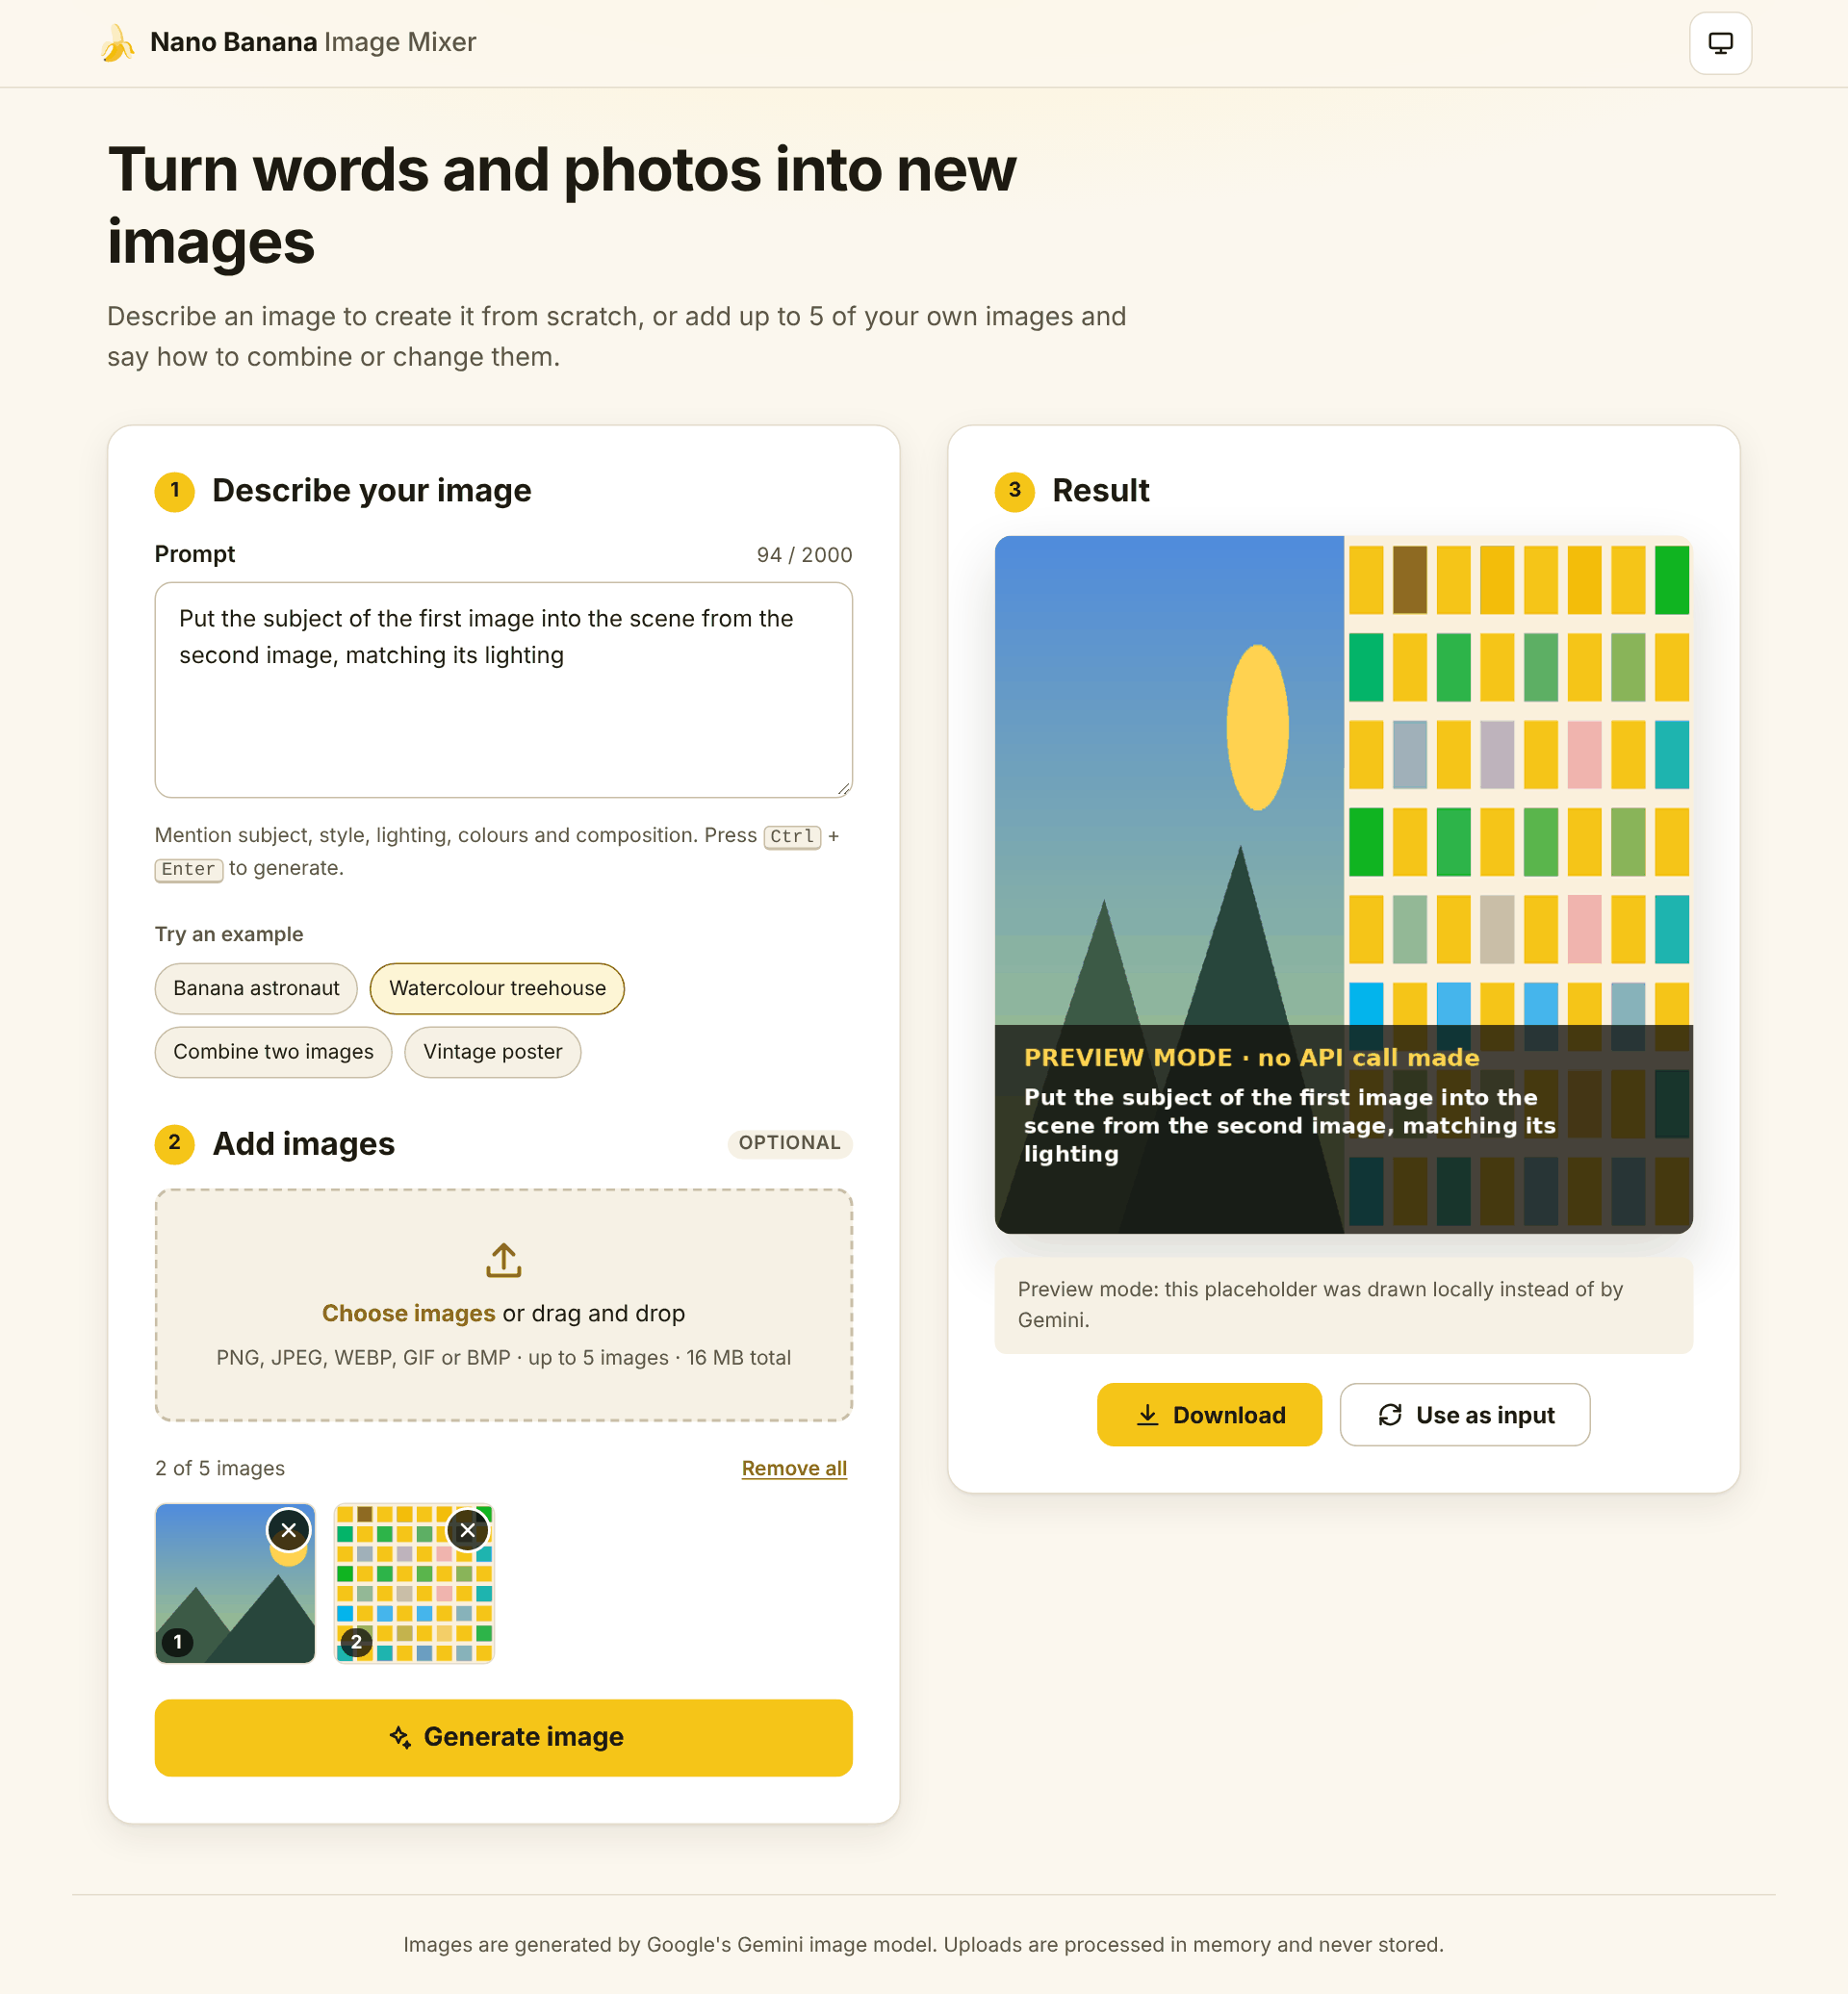 Nano Banana Image Mixer
Turn words and photos into new
images
Describe an image to create it from scratch, or add up to 5 of your own images and
say how to combine or change them.
1 Describe your image
Prompt 94 / 2000
Put the subject of the first image into the scene from the
second image, matching its lighting
Mention subject, style, lighting, colours and composition. Press Ctrl +
Enter to generate.
Try an example
Banana astronaut Watercolour treehouse
Combine two images Vintage poster
2 Add images OPTIONAL
Choose images or drag and drop
PNG, JPEG, WEBP, GIF or BMP · up to 5 images · 16 MB total
2 of 5 images Remove all
1 2
Generate image
3 Result
PREVIEW MODE · no API call made
Put the subject of the first image into the
scene from the second image, matching its
lighting
Preview mode: this placeholder was drawn locally instead of by
Gemini.
Download Use as input
Images are generated by Google's Gemini image model. Uploads are processed in memory and never stored.